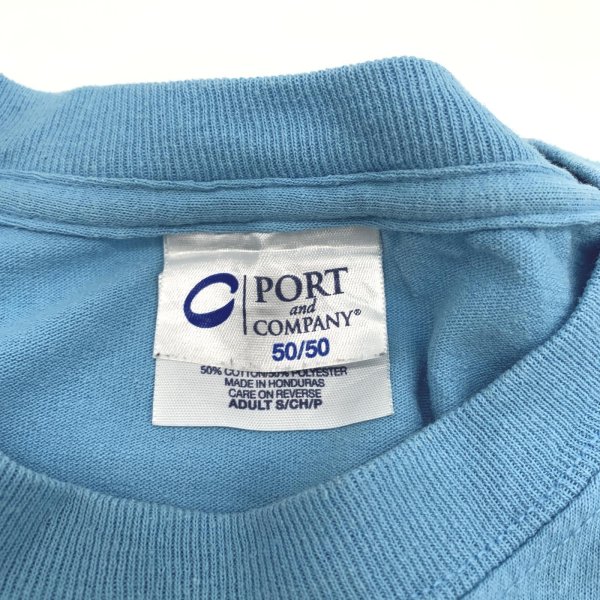 PORT
and
COMPANY®
50/50
50% COTTON/50% POLYESTER
MADE IN HONDURAS
CARE ON REVERSE
ADULT S/CH/P